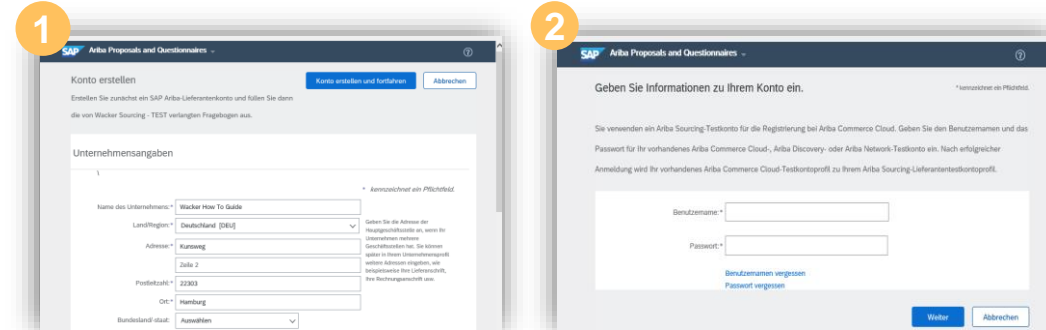 1
SAP Ariba Proposals and Questionnaires
Konto erstellen
Konto erstellen und fortfahren
Abbrechen
Erstellen Sie zunächst ein SAP Ariba-Lieferantenkonto und füllen Sie dann
die von Wacker Sourcing - TEST verlangten Fragebogen aus.
Unternehmensangaben
* kennzeichnet ein Pflichtfeld.
Name des Unternehmens:* Wacker How To Guide
Land/Region:* Deutschland [DEU]
Adresse:* Kunsweg
Zeile 2
Postleitzahl:* 22303
Ort:* Hamburg
Bundesland/-staat: Auswählen
Geben Sie die Adresse der
Hauptgeschäftsstelle an, wenn Ihr
Unternehmen mehrere
Geschäftsstellen hat. Sie können
später in Ihrem Unternehmensprofil
weitere Adressen eingeben, wie
beispielsweise Ihre Lieferanschrift,
Ihre Rechnungsanschrift usw.
2
SAP Ariba Proposals and Questionnaires
Geben Sie Informationen zu Ihrem Konto ein.
* kennzeichnet ein Pflichtfeld.
Sie verwenden ein Ariba Sourcing-Testkonto für die Registrierung bei Ariba Commerce Cloud. Geben Sie den Benutzernamen und das
Passwort für Ihr vorhandenes Ariba Commerce Cloud-, Ariba Discovery- oder Ariba Network-Testkonto ein. Nach erfolgreicher
Anmeldung wird Ihr vorhandenes Ariba Commerce Cloud-Testkontoprofil zu Ihrem Ariba Sourcing-Lieferantentestkontoprofil.
Benutzername:*
Passwort:*
Benutzernamen vergessen
Passwort vergessen
Weiter
Abbrechen